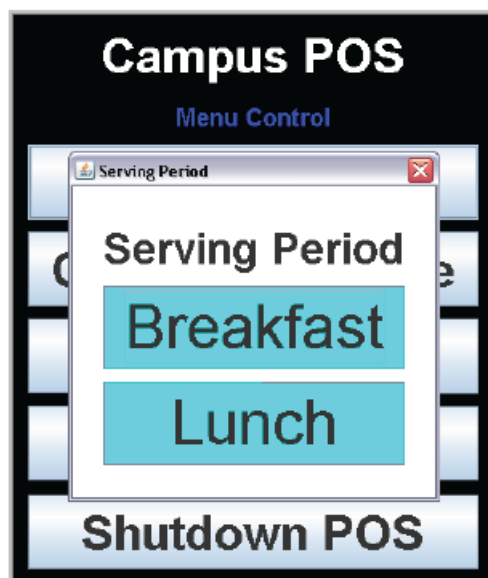 Campus POS
Menu Control
Serving Period
Serving Period
Breakfast
Lunch
Shutdown POS